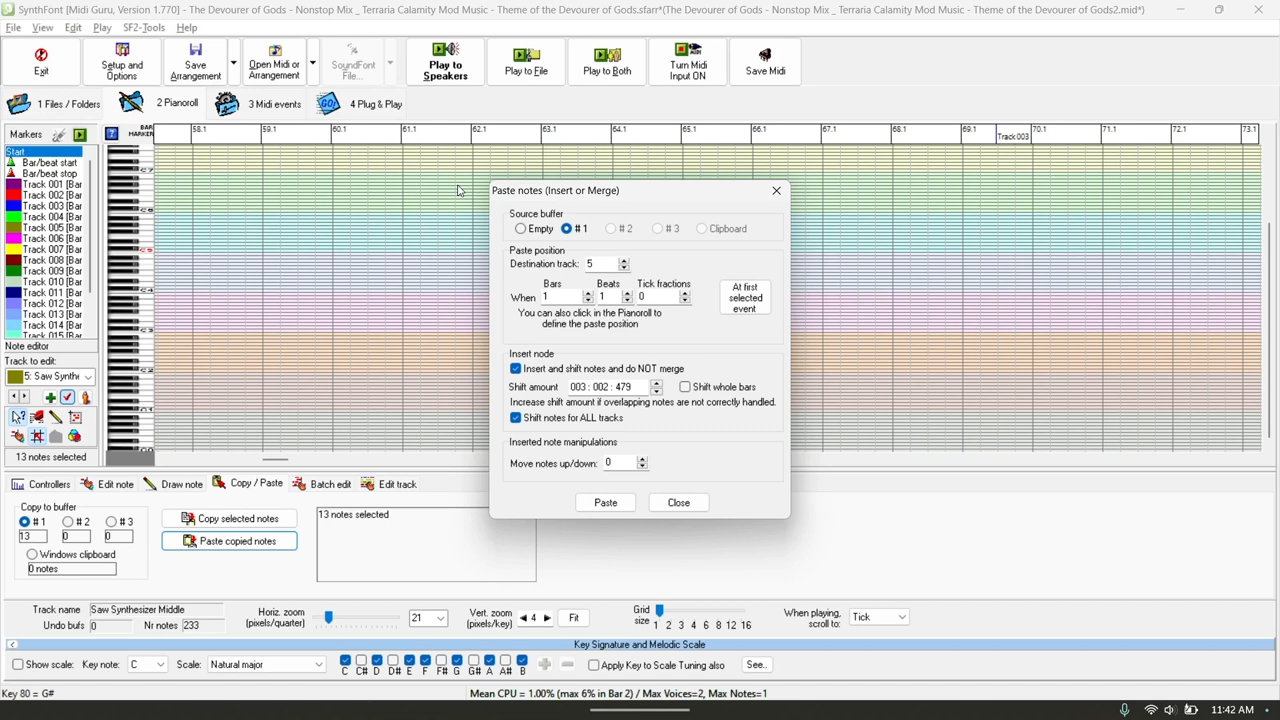 SynthFont [Midi Guru, Version 1.770] - The Devourer of Gods - Nonstop Mix _ Terraria Calamity Mod Music - Theme of the Devourer of Gods.sfarr*(The Devourer of Gods - Nonstop Mix _ Terraria Calamity Mod Music - Theme of the Devourer of Gods2.mid*)
File View Edit Play SF2-Tools Help
Exit
Setup and Options
Save Arrangement
Open Midi or Arrangement
SoundFont File...
Play to Speakers
Play to File
Play to Both
Turn Midi Input ON
Save Midi
1 Files / Folders 2 Pianoroll 3 Midi events 4 Plug & Play
Markers
BAR
MARKER
58.1 59.1 60.1 61.1 62.1 63.1 64.1 65.1 66.1 67.1 68.1 69.1 70.1 71.1 72.1 73.1
Track003
Start
Bar/beat start
Bar/beat stop
Track 001 [Bar
Track 002 [Bar
Track 003 [Bar
Track 004 [Bar
Track 005 [Bar
Track 006 [Bar
Track 007 [Bar
Track 008 [Bar
Track 009 [Bar
Track 010 [Bar
Track 011 [Bar
Track 012 [Bar
Track 013 [Bar
Track 014 [Bar
Track 015 [Bar
Note editor
Track to edit:
5: Saw Synthe
13 notes selected
Paste notes (Insert or Merge)
Source buffer
Empty # 1 # 2 # 3 Clipboard
Paste position
Destination track: 5
Bars Beats Tick fractions
When 1 1 0
At first selected event
You can also click in the Pianoroll to
define the paste position
Insert node
Insert and shift notes and do NOT merge
Shift amount 003 : 002 : 479 Shift whole bars
Increase shift amount if overlapping notes are not correctly handled.
Shift notes for ALL tracks
Inserted note manipulations
Move notes up/down: 0
Paste Close
Controllers Edit note Draw note Copy / Paste Batch edit Edit track
Copy to buffer
# 1 # 2 # 3
13 0 0
Windows clipboard
0 notes
Copy selected notes
Paste copied notes
13 notes selected
Track name Saw Synthesizer Middle
Undo bufs 0 Nr notes 233
Horiz. zoom
(pixels/quarter)
21
Vert. zoom
(pixels/key)
4
Fit
Grid
size 1 2 3 4 6 8 12 16
When playing,
scroll to:
Tick
Key Signature and Melodic Scale
Show scale: Key note: C Scale: Natural major
C C# D D# E F F# G G# A A# B
Apply Key to Scale Tuning also See..
Key 80 = G#
Mean CPU = 1.00% (max 6% in Bar 2) / Max Voices=2, Max Notes=1
11:42 AM